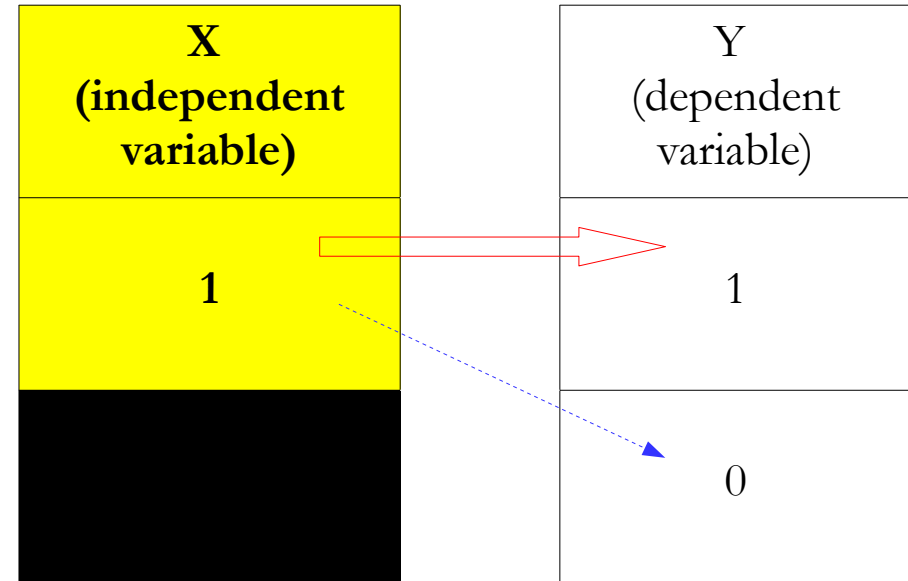 X
(independent
variable)
Y
(dependent
variable)
1
1
0